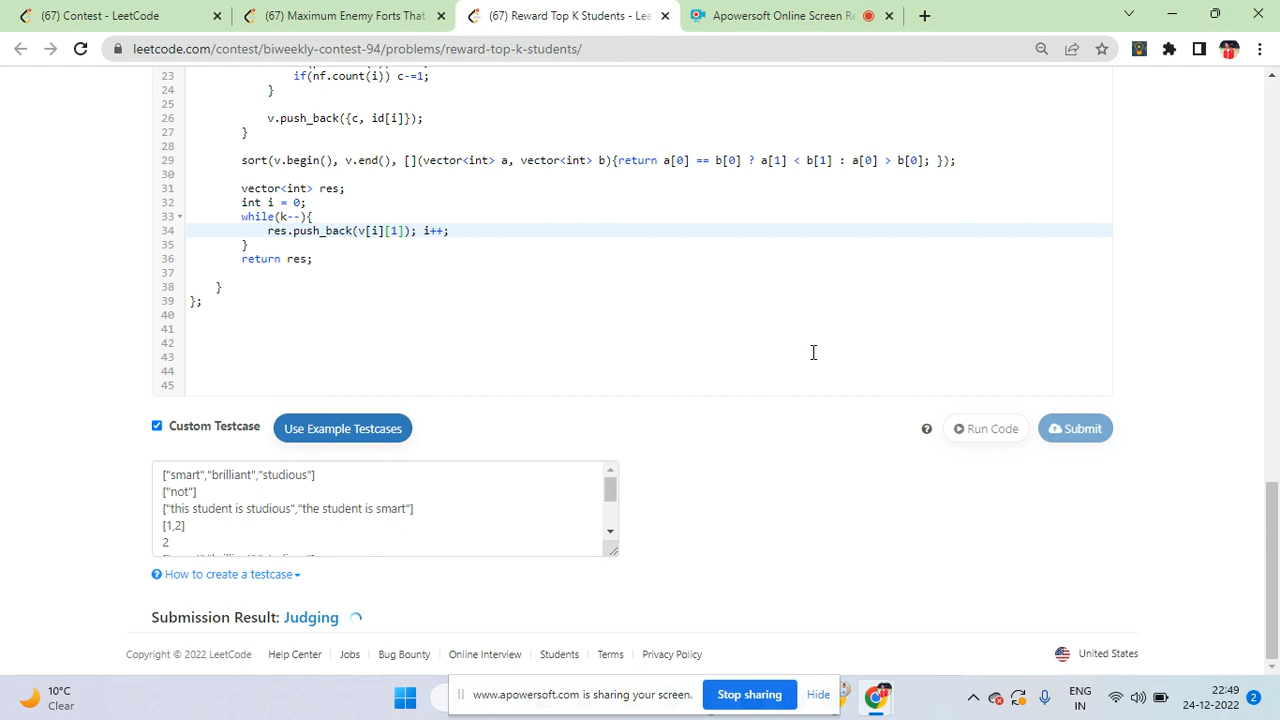 (67) Contest - LeetCode
(67) Maximum Enemy Forts That
(67) Reward Top K Students - Lee
Apowersoft Online Screen Re
leetcode.com/contest/biweekly-contest-94/problems/reward-top-k-students/
23 if(nf.count(i)) c-=1;
24 }
25
26 v.push_back({c, id[i]});
27 }
28
29 sort(v.begin(), v.end(), [](vector<int> a, vector<int> b){return a[0] == b[0] ? a[1] < b[1] : a[0] > b[0]; });
30
31 vector<int> res;
32 int i = 0;
33 while(k--){
34 res.push_back(v[i][1]); i++;
35 }
36 return res;
37
38 }
39 };
40
41
42
43
44
45
Custom Testcase
Use Example Testcases
Run Code
Submit
["smart","brilliant","studious"]
["not"]
["this student is studious","the student is smart"]
[1,2]
2
How to create a testcase
Submission Result: Judging
Copyright © 2022 LeetCode Help Center Jobs Bug Bounty Online Interview Students Terms Privacy Policy United States
10°C
Clear
www.apowersoft.com is sharing your screen.
Stop sharing
Hide
ENG
IN
22:49
24-12-2022
2